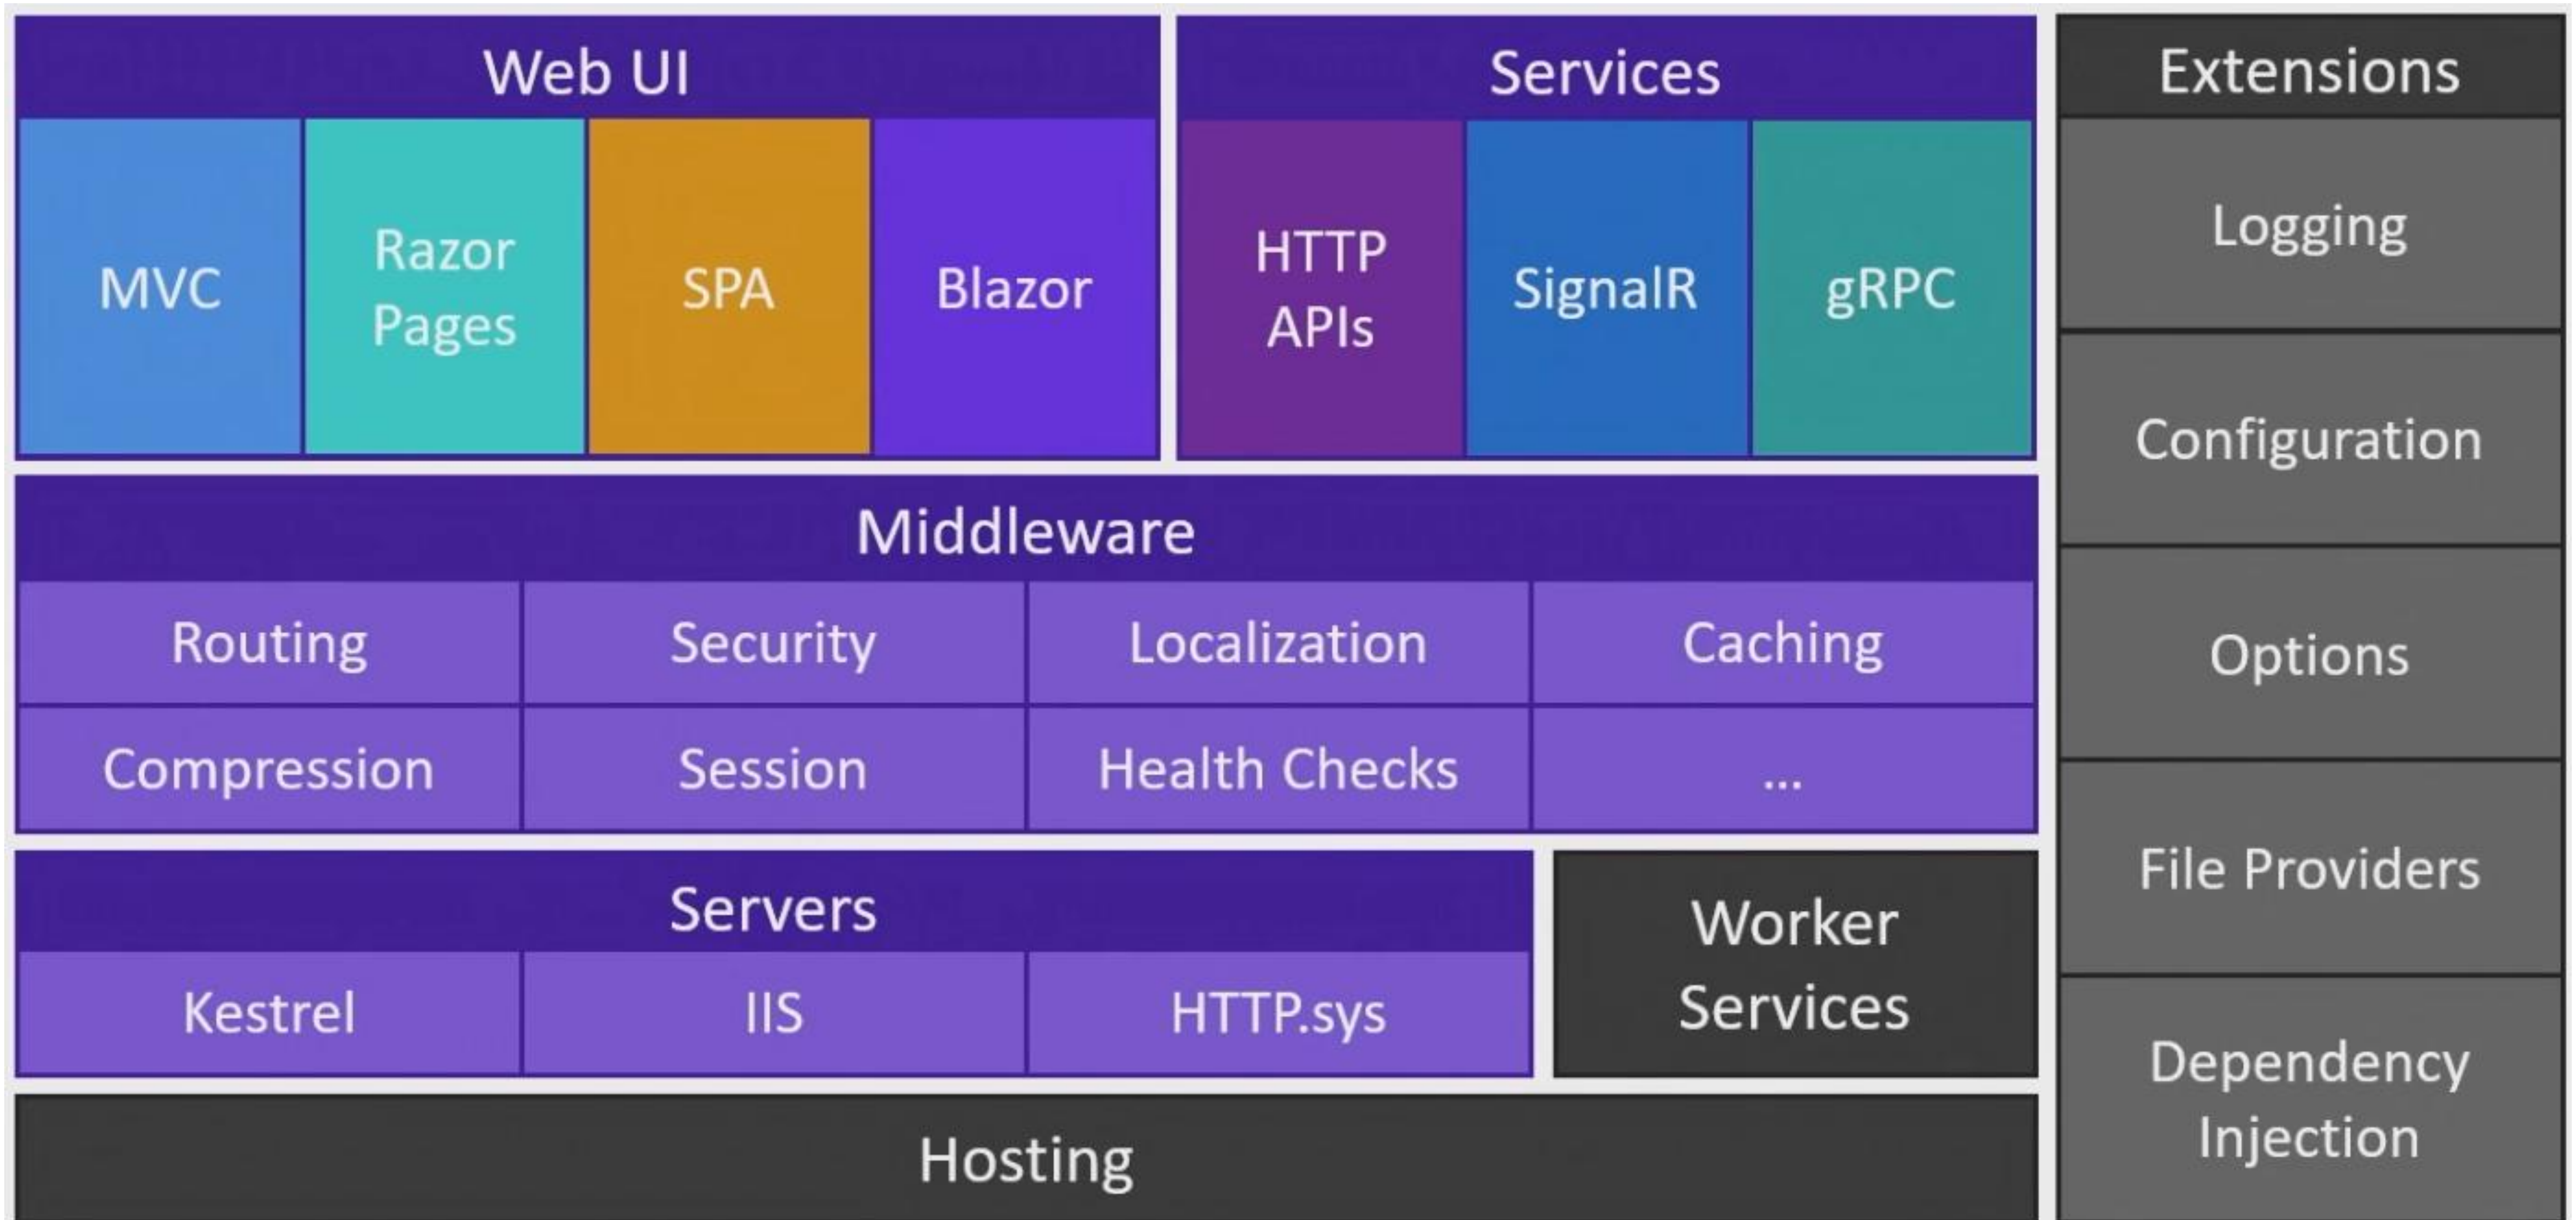 Web UI
MVC
Razor
Pages
SPA
Blazor
Services
HTTP
APIs
SignalR
gRPC
Middleware
Routing
Security
Localization
Caching
Compression
Session
Health Checks
...
Servers
Kestrel
IIS
HTTP.sys
Worker
Services
Hosting
Extensions
Logging
Configuration
Options
File Providers
Dependency
Injection